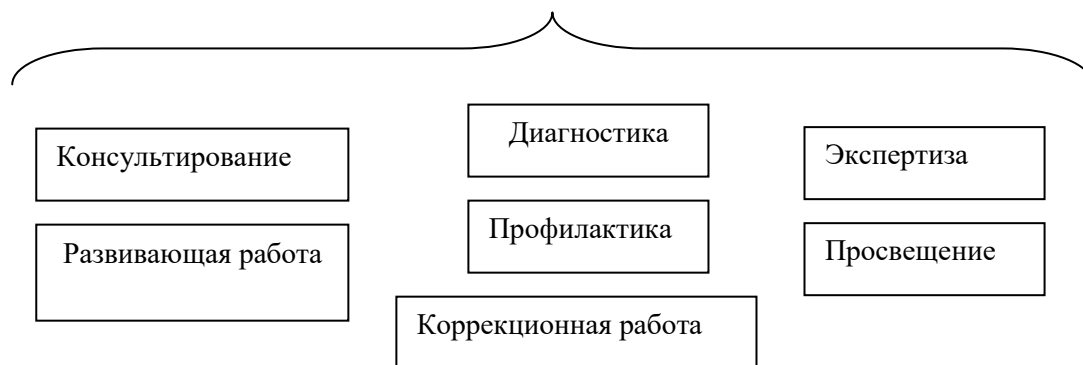 Диагностика
Консультирование
Экспертиза
Профилактика
Развивающая работа
Просвещение
Коррекционная работа